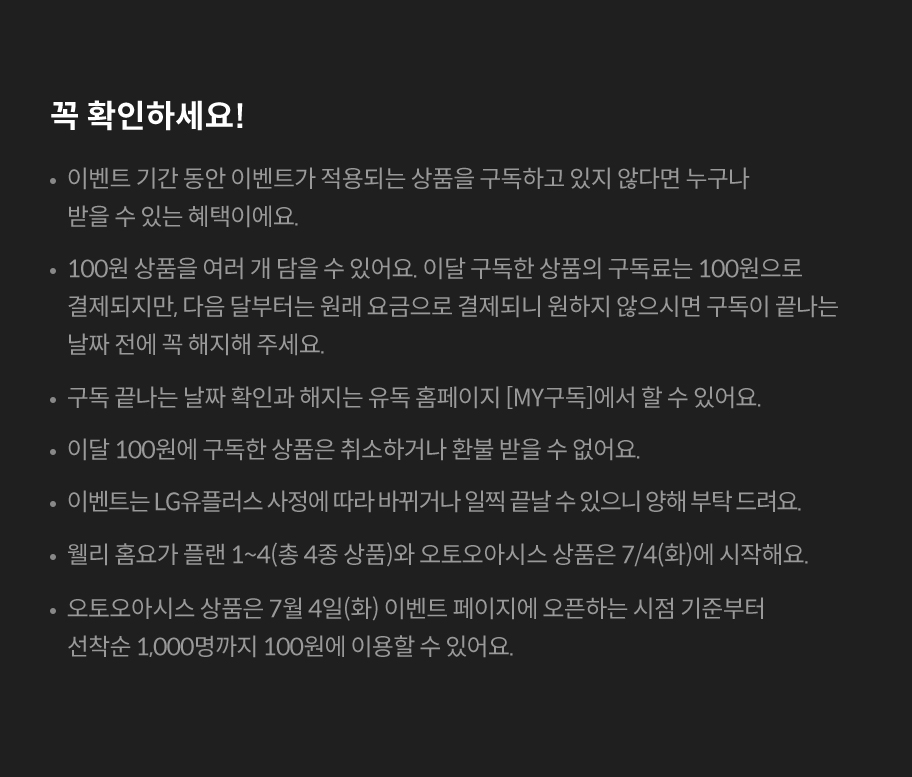 꼭 확인하세요!
• 이벤트 기간 동안 이벤트가 적용되는 상품을 구독하고 있지 않다면 누구나
받을 수 있는 혜택이에요.
• 100원 상품을 여러 개 담을 수 있어요. 이달 구독한 상품의 구독료는 100원으로
결제되지만, 다음 달부터는 원래 요금으로 결제되니 원하지 않으시면 구독이 끝나는
날짜 전에 꼭 해지해 주세요.
• 구독 끝나는 날짜 확인과 해지는 유독 홈페이지 [MY구독]에서 할 수 있어요.
• 이달 100원에 구독한 상품은 취소하거나 환불 받을 수 없어요.
• 이벤트는 LG유플러스 사정에 따라 바뀌거나 일찍 끝날 수 있으니 양해 부탁 드려요.
• 웰리 홈요가 플랜 1~4(총 4종 상품)와 오토오아시스 상품은 7/4(화)에 시작해요.
• 오토오아시스 상품은 7월 4일(화) 이벤트 페이지에 오픈하는 시점 기준부터
선착순 1,000명까지 100원에 이용할 수 있어요.